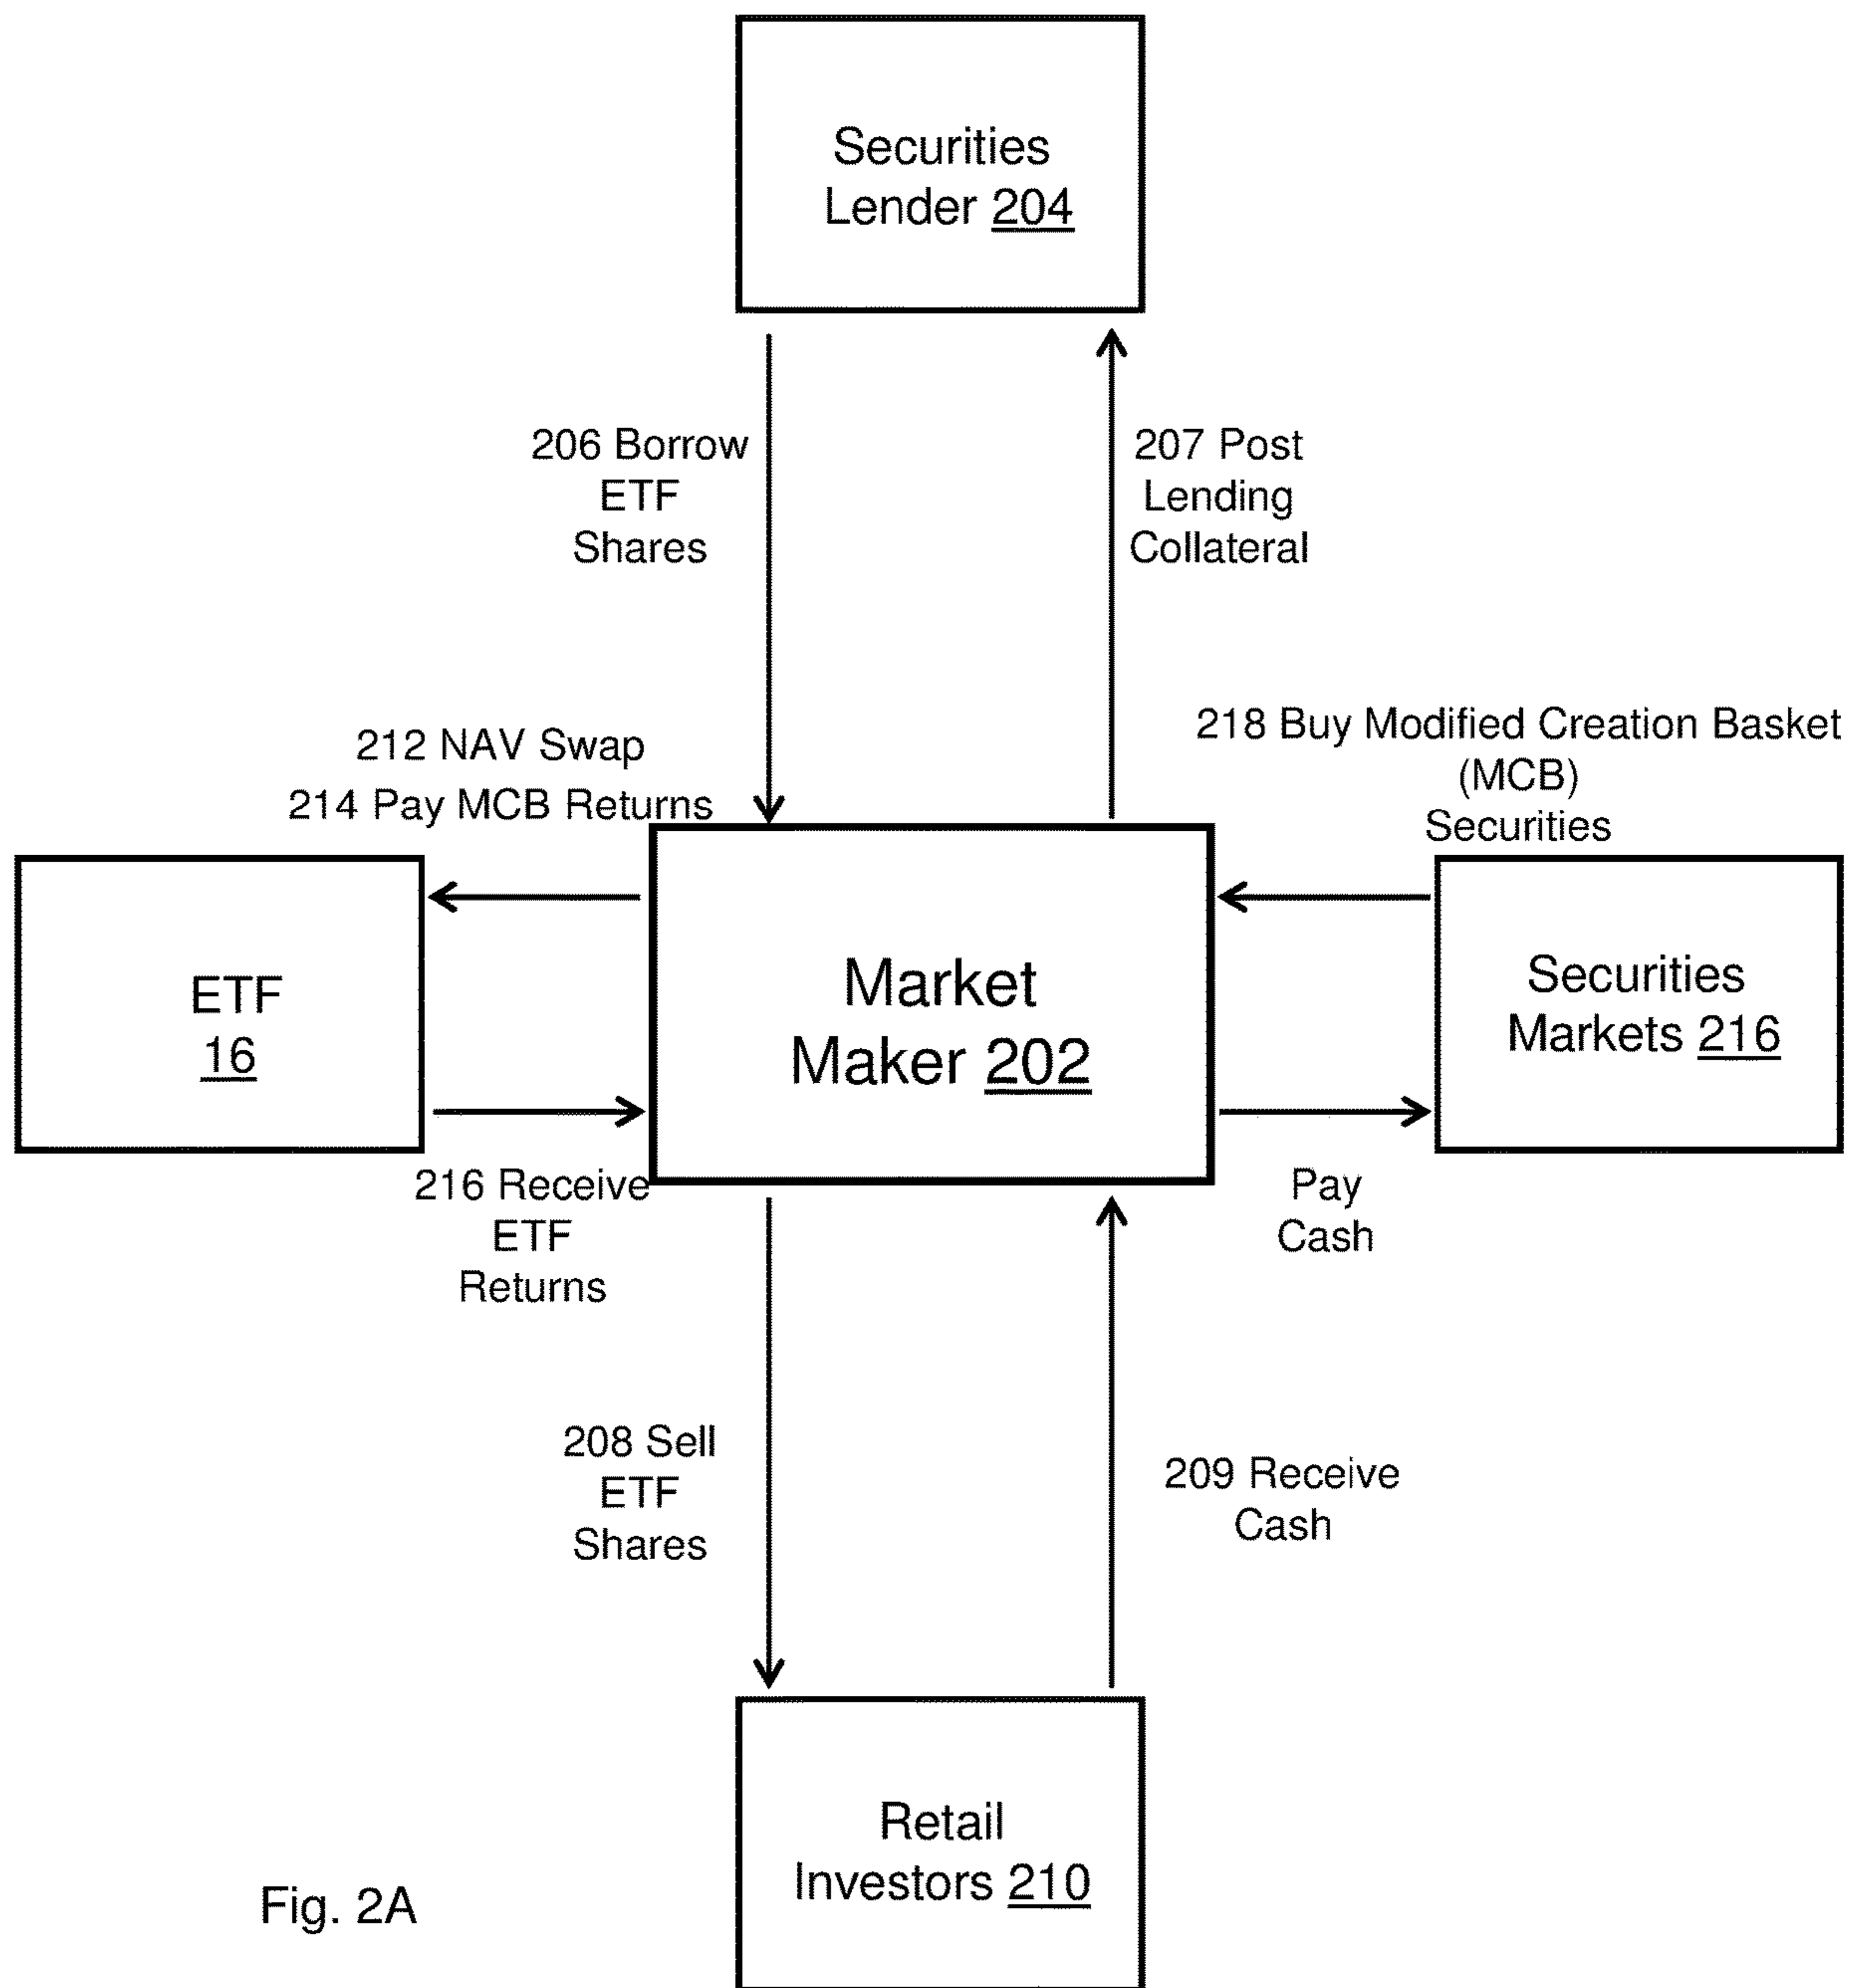 Securities
Lender 204
206 Borrow
ETF
Shares
207 Post
Lending
Collateral
212 NAV Swap
214 Pay MCB Returns
218 Buy Modified Creation Basket
(MCB)
Securities
ETF
16
Market
Maker 202
Securities
Markets 216
216 Receive
ETF
Returns
Pay
Cash
208 Sell
ETF
Shares
209 Receive
Cash
Retail
Investors 210
Fig. 2A